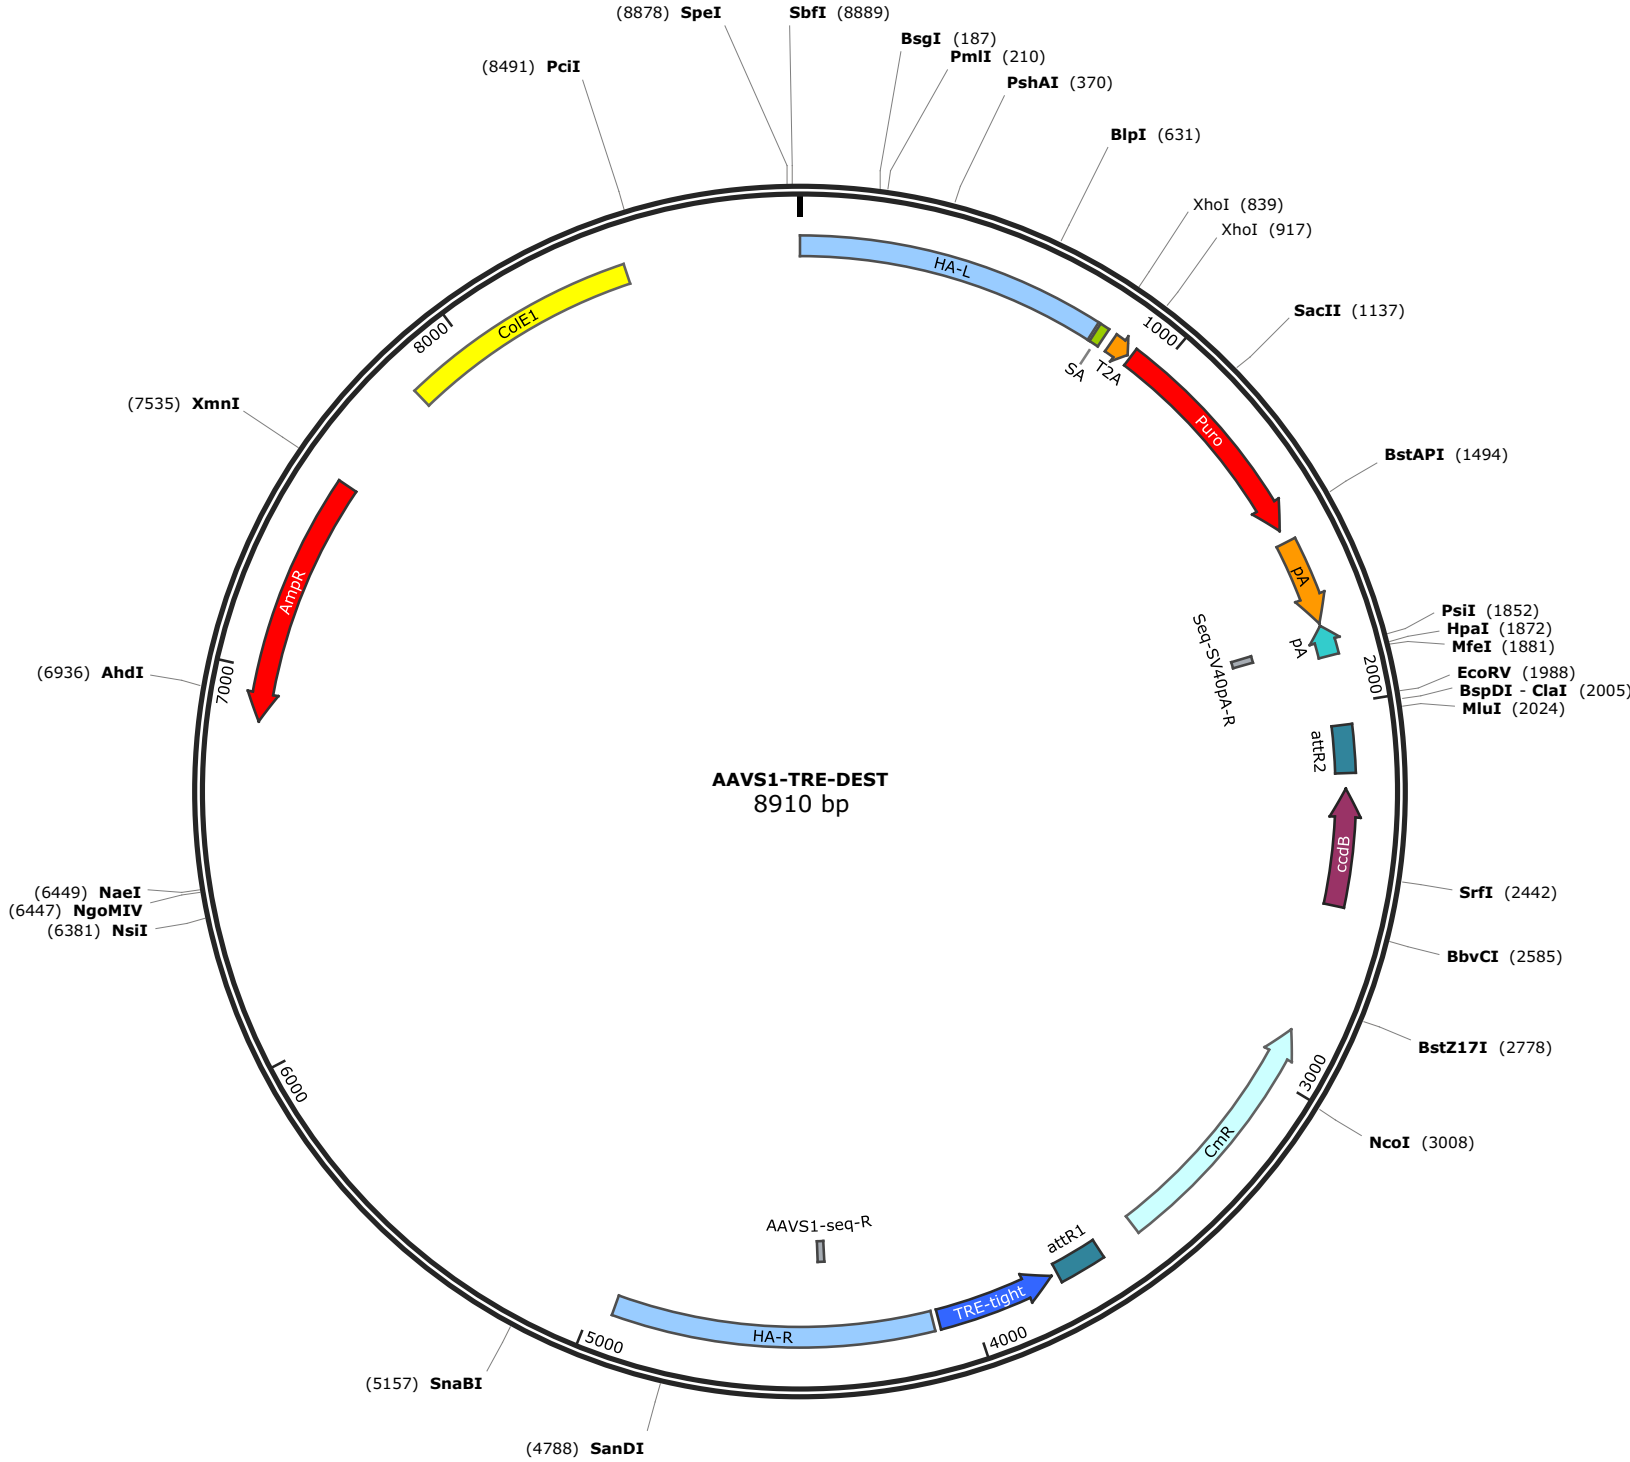 (8878) SpeI
SbfI (8889)
BsgI (187)
PmlI (210)
(8491) PciI
PshAI (370)
BlpI (631)
XhoI (839)
XhoI (917)
SacII (1137)
(7535) XmnI
BstAPI (1494)
PsiI (1852)
HpaI (1872)
MfeI (1881)
EcoRV (1988)
BspDI - ClaI (2005)
MluI (2024)
(6936) AhdI
(6449) NaeI
(6447) NgoMIV
(6381) NsiI
SrfI (2442)
BbvCI (2585)
BstZ17I (2778)
NcoI (3008)
(5157) SnaBI
(4788) SanDI
HA-L
SA
T2A
1000
Puro
pA
pA
Seq-SV40pA-R
2000
attR2
ccdB
3000
CmR
attR1
TRE-tight
4000
AAVS1-seq-R
HA-R
5000
6000
7000
AmpR
8000
ColE1
AAVS1-TRE-DEST
8910 bp